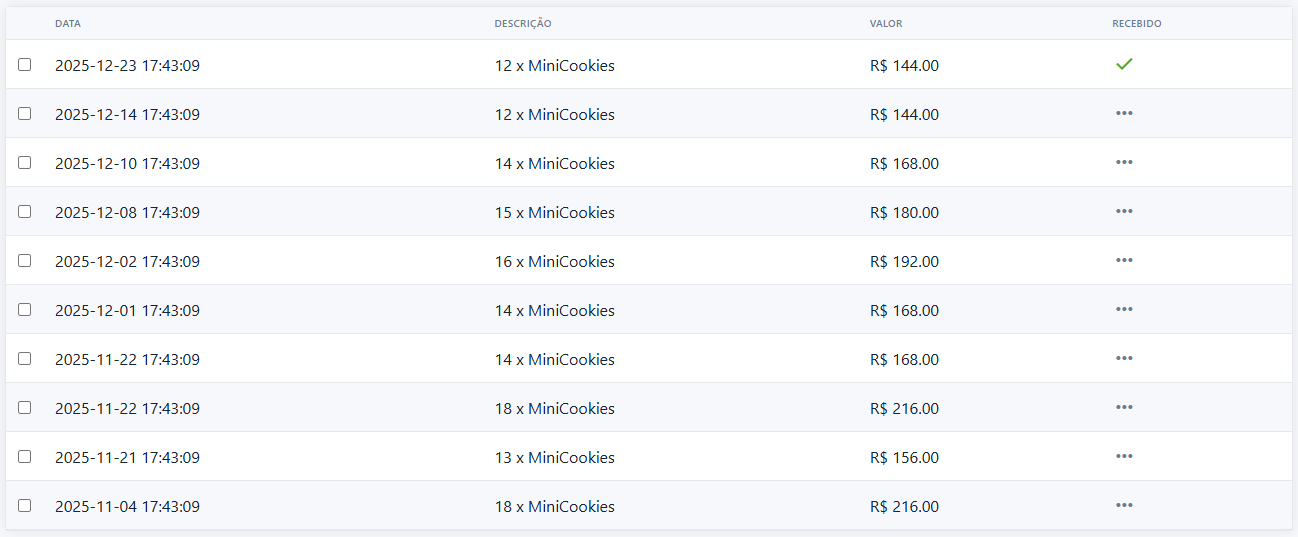 DATA DESCRIÇÃO VALOR RECEBIDO
2025-12-23 17:43:09 12 x MiniCookies R$ 144.00
2025-12-14 17:43:09 12 x MiniCookies R$ 144.00
2025-12-10 17:43:09 14 x MiniCookies R$ 168.00
2025-12-08 17:43:09 15 x MiniCookies R$ 180.00
2025-12-02 17:43:09 16 x MiniCookies R$ 192.00
2025-12-01 17:43:09 14 x MiniCookies R$ 168.00
2025-11-22 17:43:09 14 x MiniCookies R$ 168.00
2025-11-22 17:43:09 18 x MiniCookies R$ 216.00
2025-11-21 17:43:09 13 x MiniCookies R$ 156.00
2025-11-04 17:43:09 18 x MiniCookies R$ 216.00